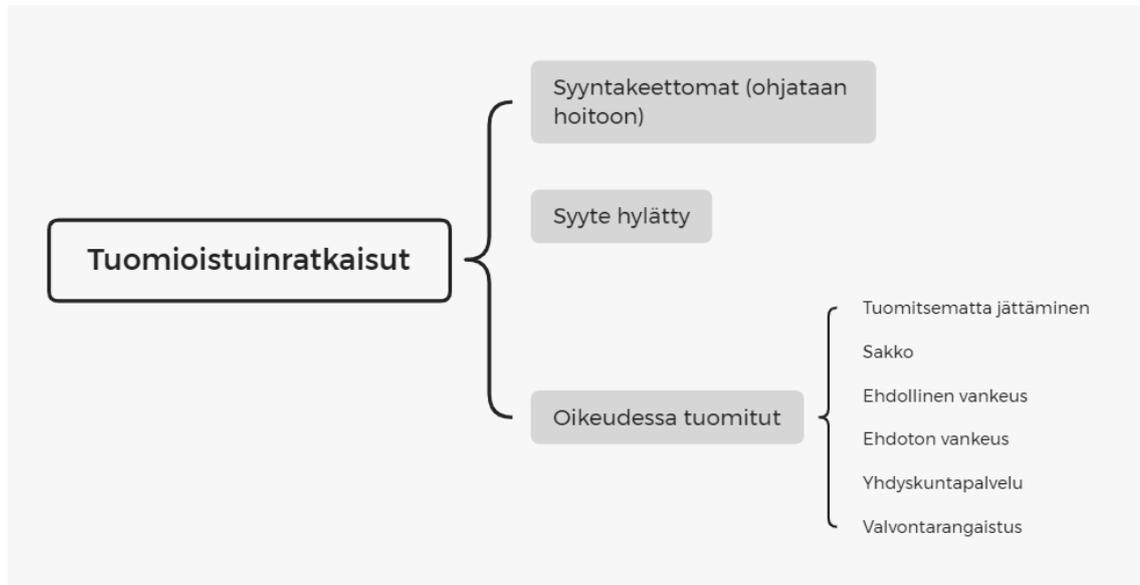 Syyntakeettomat (ohjataan
hoitoon)
Syyte hylätty
Tuomioistuinratkaisut
Oikeudessa tuomitut
Tuomitsematta jättäminen
Sakko
Ehdollinen vankeus
Ehdoton vankeus
Yhdyskuntapalvelu
Valvontarangaistus